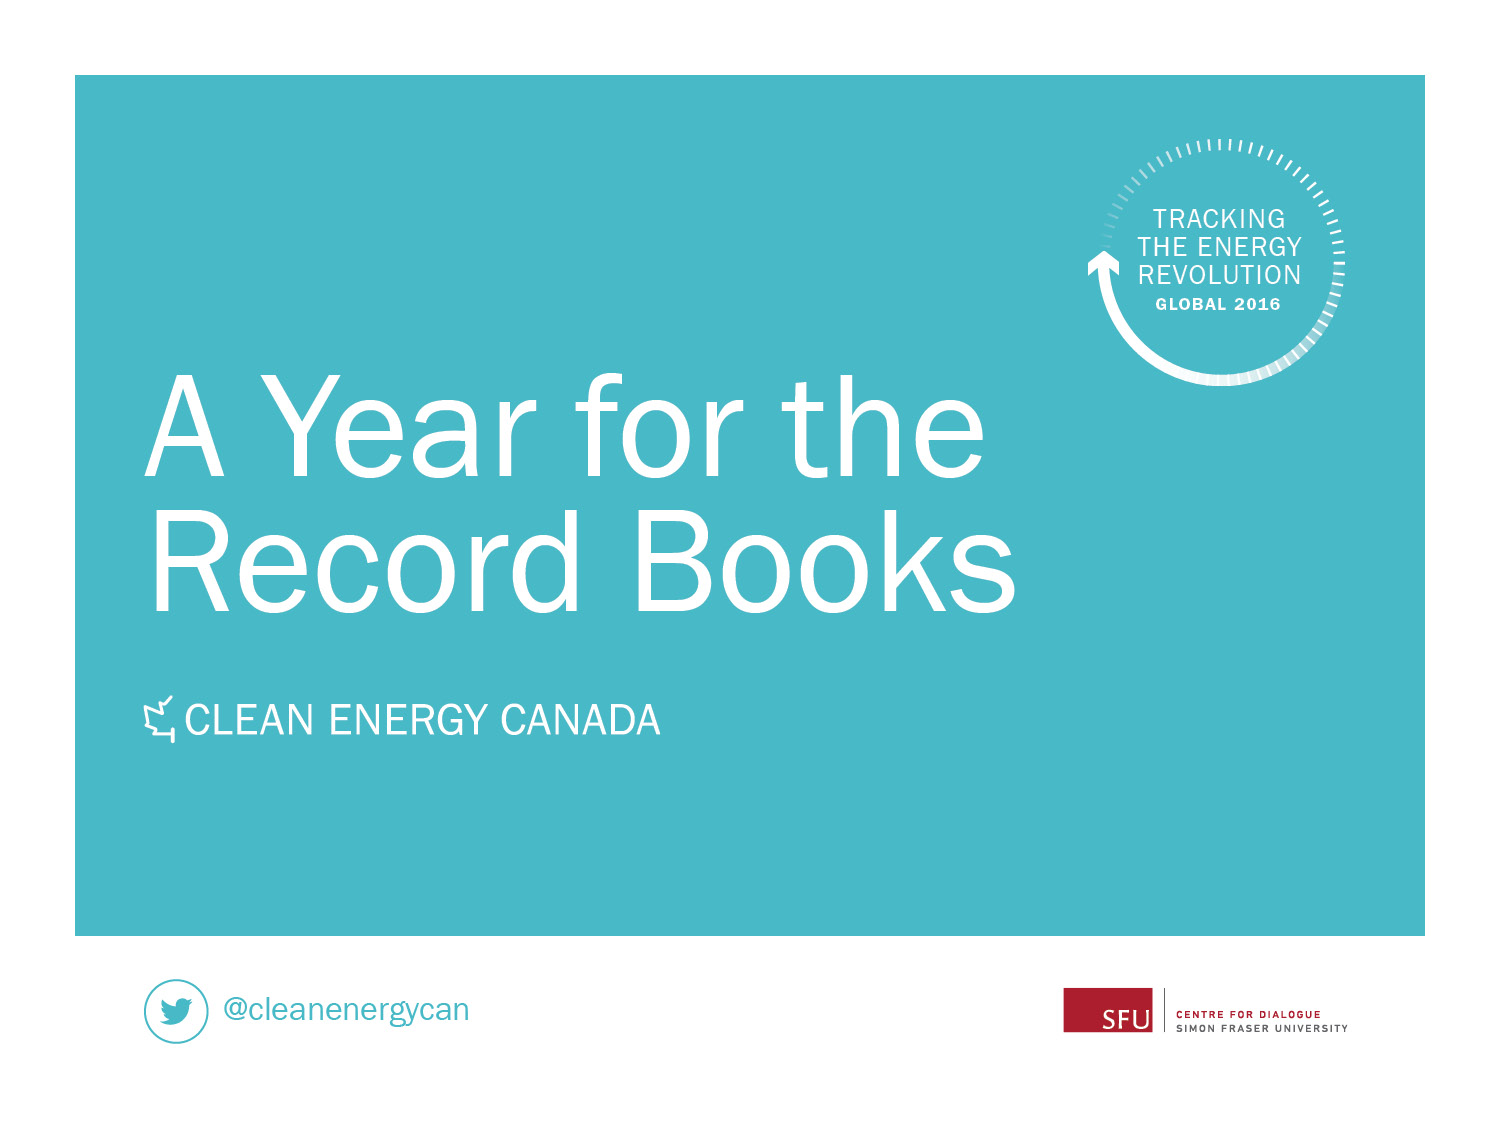 TRACKING
THE ENERGY
REVOLUTION
GLOBAL 2016
A Year for the
Record Books
CLEAN ENERGY CANADA
@cleanenergycan
SFU
CENTRE FOR DIALOGUE
SIMON FRASER UNIVERSITY